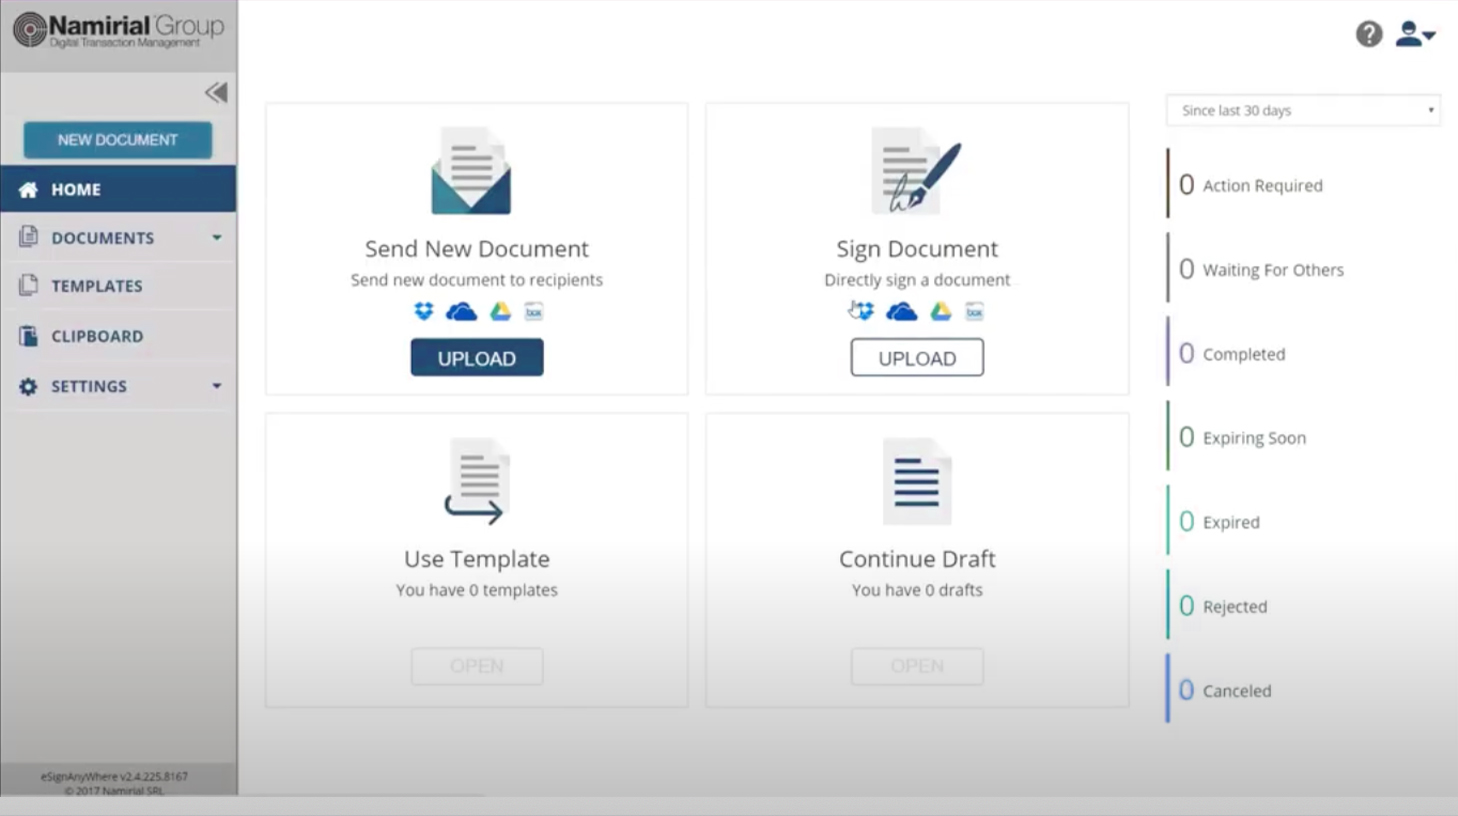 Namirial Group
Digital Transaction Management
NEW DOCUMENT
HOME
DOCUMENTS
TEMPLATES
CLIPBOARD
SETTINGS
eSignAnyWhere v2.4.225.8167
© 2017 Namirial SRL
Send New Document
Send new document to recipients
box
UPLOAD
Sign Document
Directly sign a document
box
UPLOAD
Use Template
You have 0 templates
OPEN
Continue Draft
You have 0 drafts
OPEN
?
Since last 30 days
0 Action Required
0 Waiting For Others
0 Completed
0 Expiring Soon
0 Expired
0 Rejected
0 Canceled